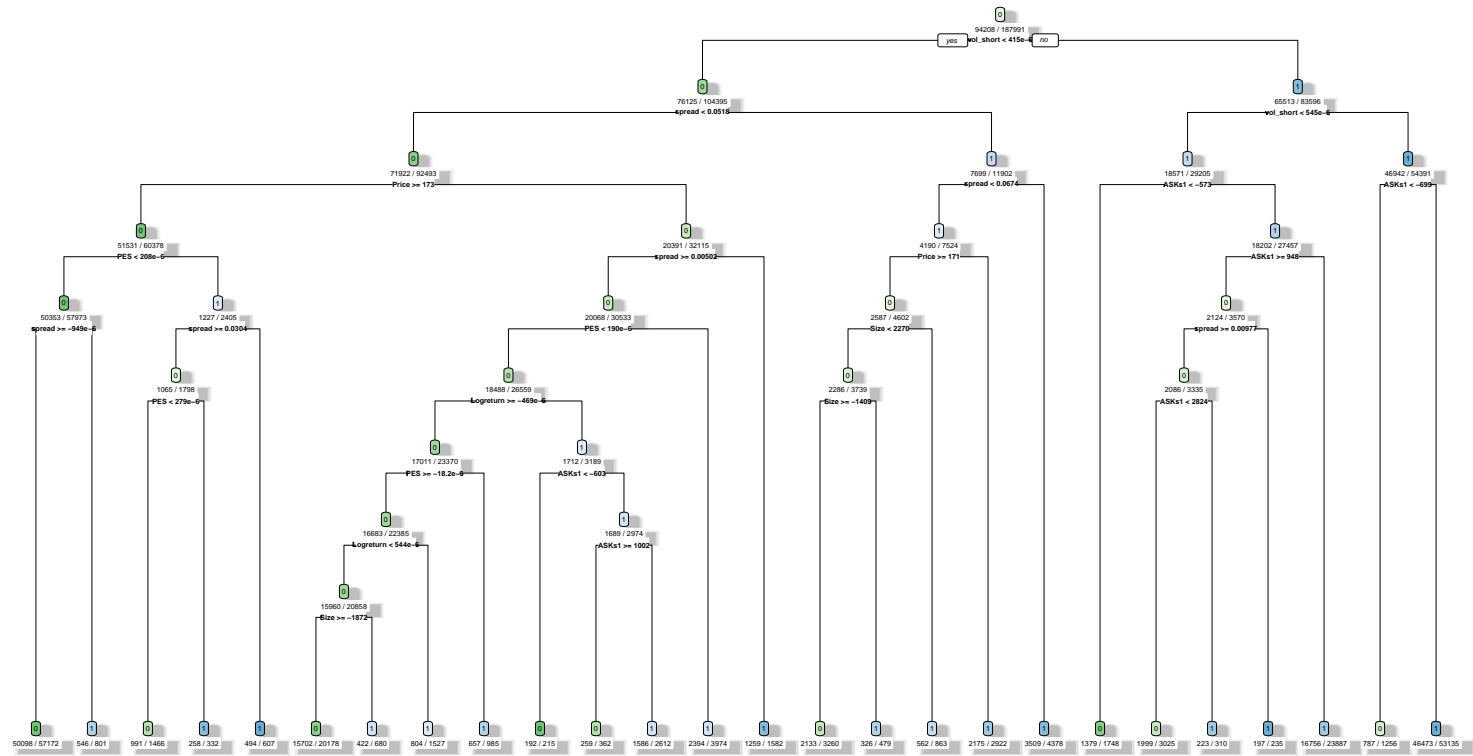 0
94208 / 187991
yes vol_short < 415e−6 no
0 1
76125 / 104395 65513 / 83596
spread < 0.0518 vol_short < 545e−6
0 1 1 1
71922 / 92493 7699 / 11902 18571 / 29205 46942 / 54391
Price >= 173 spread < 0.0674 ASKs1 < −573 ASKs1 < −699
0 0 1 1
51531 / 60378 20391 / 32115 4190 / 7524 18202 / 27457
PES < 208e−6 spread >= 0.00502 Price >= 171 ASKs1 >= 948
0 1 0 0 0
50353 / 57973 1227 / 2405 20068 / 30533 2587 / 4602 2124 / 3570
spread >= −949e−6 spread >= 0.0304 PES < 190e−6 Size < 2270 spread >= 0.00977
0 0 0 0
1065 / 1798 18488 / 26559 2286 / 3739 2086 / 3335
PES < 279e−6 Logreturn >= −469e−6 Size >= −1409 ASKs1 < 2824
0 1
17011 / 23370 1712 / 3189
PES >= −18.2e−6 ASKs1 < −603
0 1
16683 / 22385 1689 / 2974
Logreturn < 544e−6 ASKs1 >= 1002
0
15960 / 20858
Size >= −1872
0 1 0 1 1 0 1 1 1 0 0 1 1 1 0 1 1 1 1 0 0 1 1 1 0 1
50098 / 57172 546 / 801 991 / 1466 258 / 332 494 / 607 15702 / 20178 422 / 680 804 / 1527 657 / 985 192 / 215 259 / 362 1586 / 2612 2394 / 3974 1259 / 1582 2133 / 3260 326 / 479 562 / 863 2175 / 2922 3509 / 4378 1379 / 1748 1999 / 3025 223 / 310 197 / 235 16756 / 23887 787 / 1256 46473 / 53135